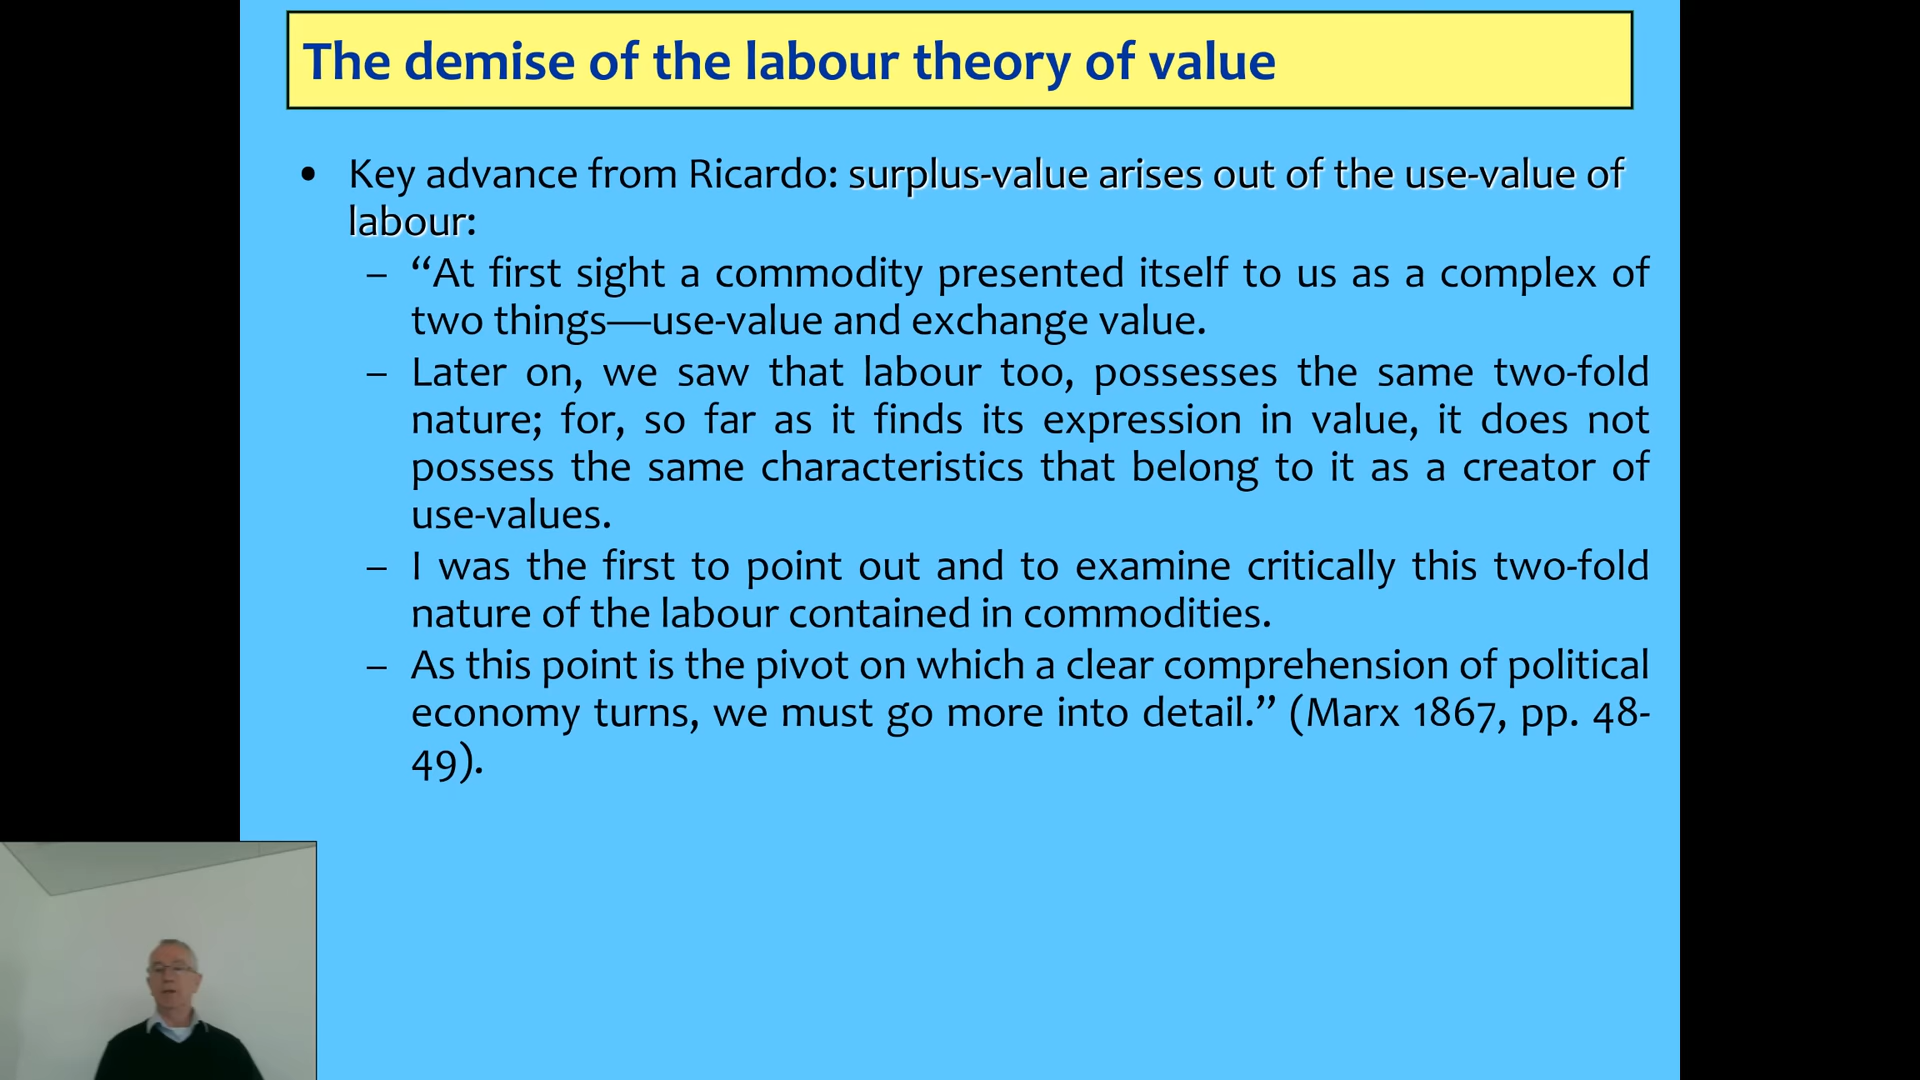 The demise of the labour theory of value
• Key advance from Ricardo: surplus-value arises out of the use-value of
labour:
– “At first sight a commodity presented itself to us as a complex of
two things—use-value and exchange value.
– Later on, we saw that labour too, possesses the same two-fold
nature; for, so far as it finds its expression in value, it does not
possess the same characteristics that belong to it as a creator of
use-values.
– I was the first to point out and to examine critically this two-fold
nature of the labour contained in commodities.
– As this point is the pivot on which a clear comprehension of political
economy turns, we must go more into detail.” (Marx 1867, pp. 48-
49).